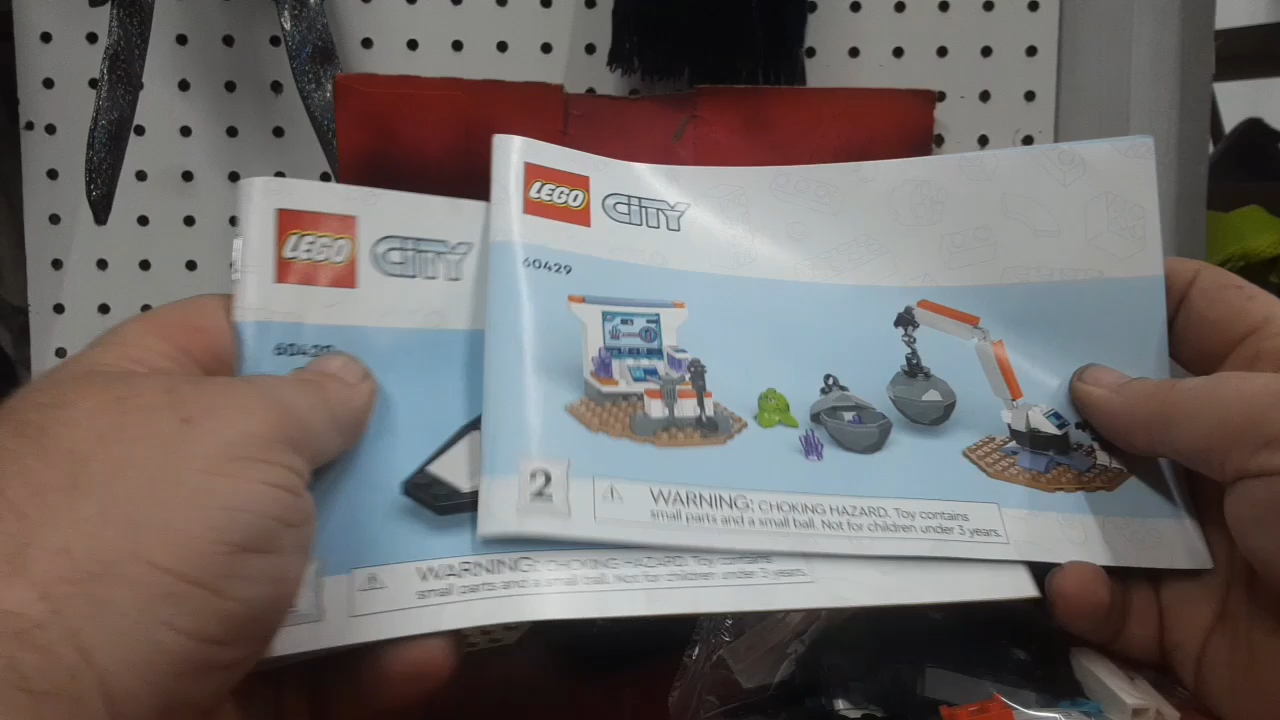 LEGO
CITY
60429
WARNING: CHOKING HAZARD. Toy contains
small parts and a small ball. Not for children under 3 years.
LEGO
CITY
60429
2
WARNING: CHOKING HAZARD. Toy contains
small parts and a small ball. Not for children under 3 years.